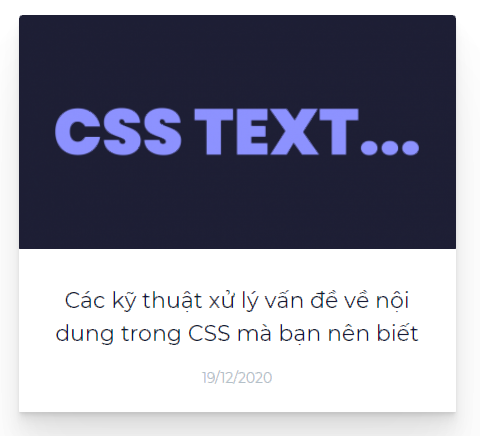 CSS TEXT...
Các kỹ thuật xử lý vấn đề về nội
dung trong CSS mà bạn nên biết
19/12/2020